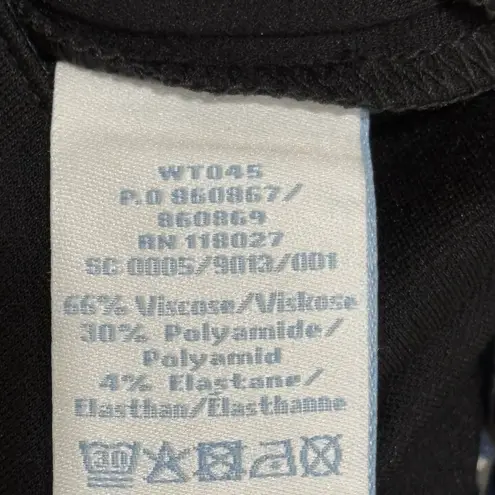 WT045
P.O 860867/
860869
RN 118027
SC 0005/9013/001
66% Viscose/Viskose
30% Polyamide/
Polyamid
4% Elastane/
Elasthan/Elasthanne
30